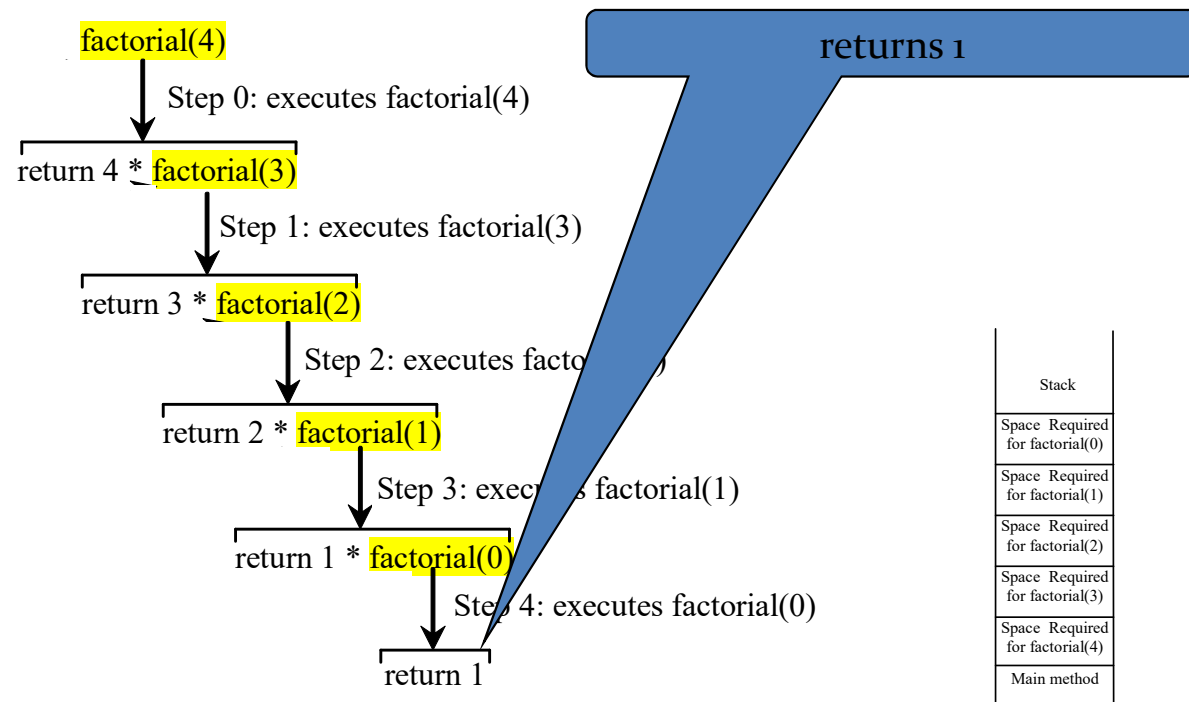 factorial(4)
returns 1
Step 0: executes factorial(4)
return 4 * factorial(3)
Step 1: executes factorial(3)
return 3 * factorial(2)
Step 2: executes facto )
return 2 * factorial(1)
Step 3: exec s factorial(1)
return 1 * factorial(0)
Step 4: executes factorial(0)
return 1
Stack
Space Required
for factorial(0)
Space Required
for factorial(1)
Space Required
for factorial(2)
Space Required
for factorial(3)
Space Required
for factorial(4)
Main method